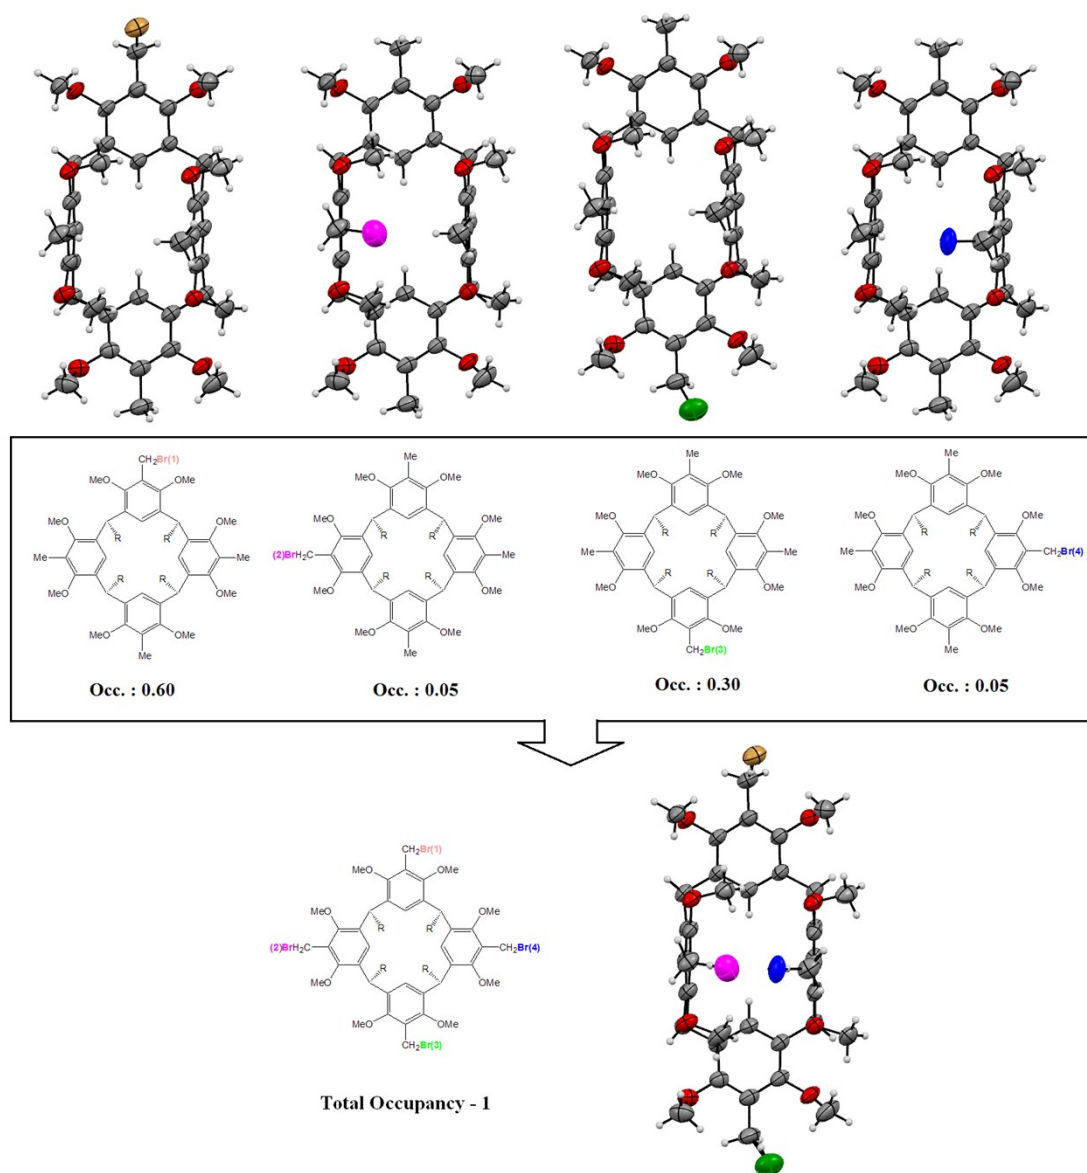 CH₂Br(1)
MeO OMe
MeO OMe
R R
Me Me
R R
MeO OMe
MeO OMe
Me
Occ. : 0.60
Me
MeO OMe
MeO OMe
R R
(2)BrH₂C Me
R R
MeO OMe
MeO OMe
Me
Occ. : 0.05
Me
MeO OMe
MeO OMe
R R
Me Me
R R
MeO OMe
MeO OMe
CH₂Br(3)
Occ. : 0.30
Me
MeO OMe
MeO OMe
R R
Me CH₂Br(4)
R R
MeO OMe
MeO OMe
Me
Occ. : 0.05
CH₂Br(1)
MeO OMe
MeO OMe
R R
(2)BrH₂C CH₂Br(4)
R R
MeO OMe
MeO OMe
CH₂Br(3)
Total Occupancy - 1